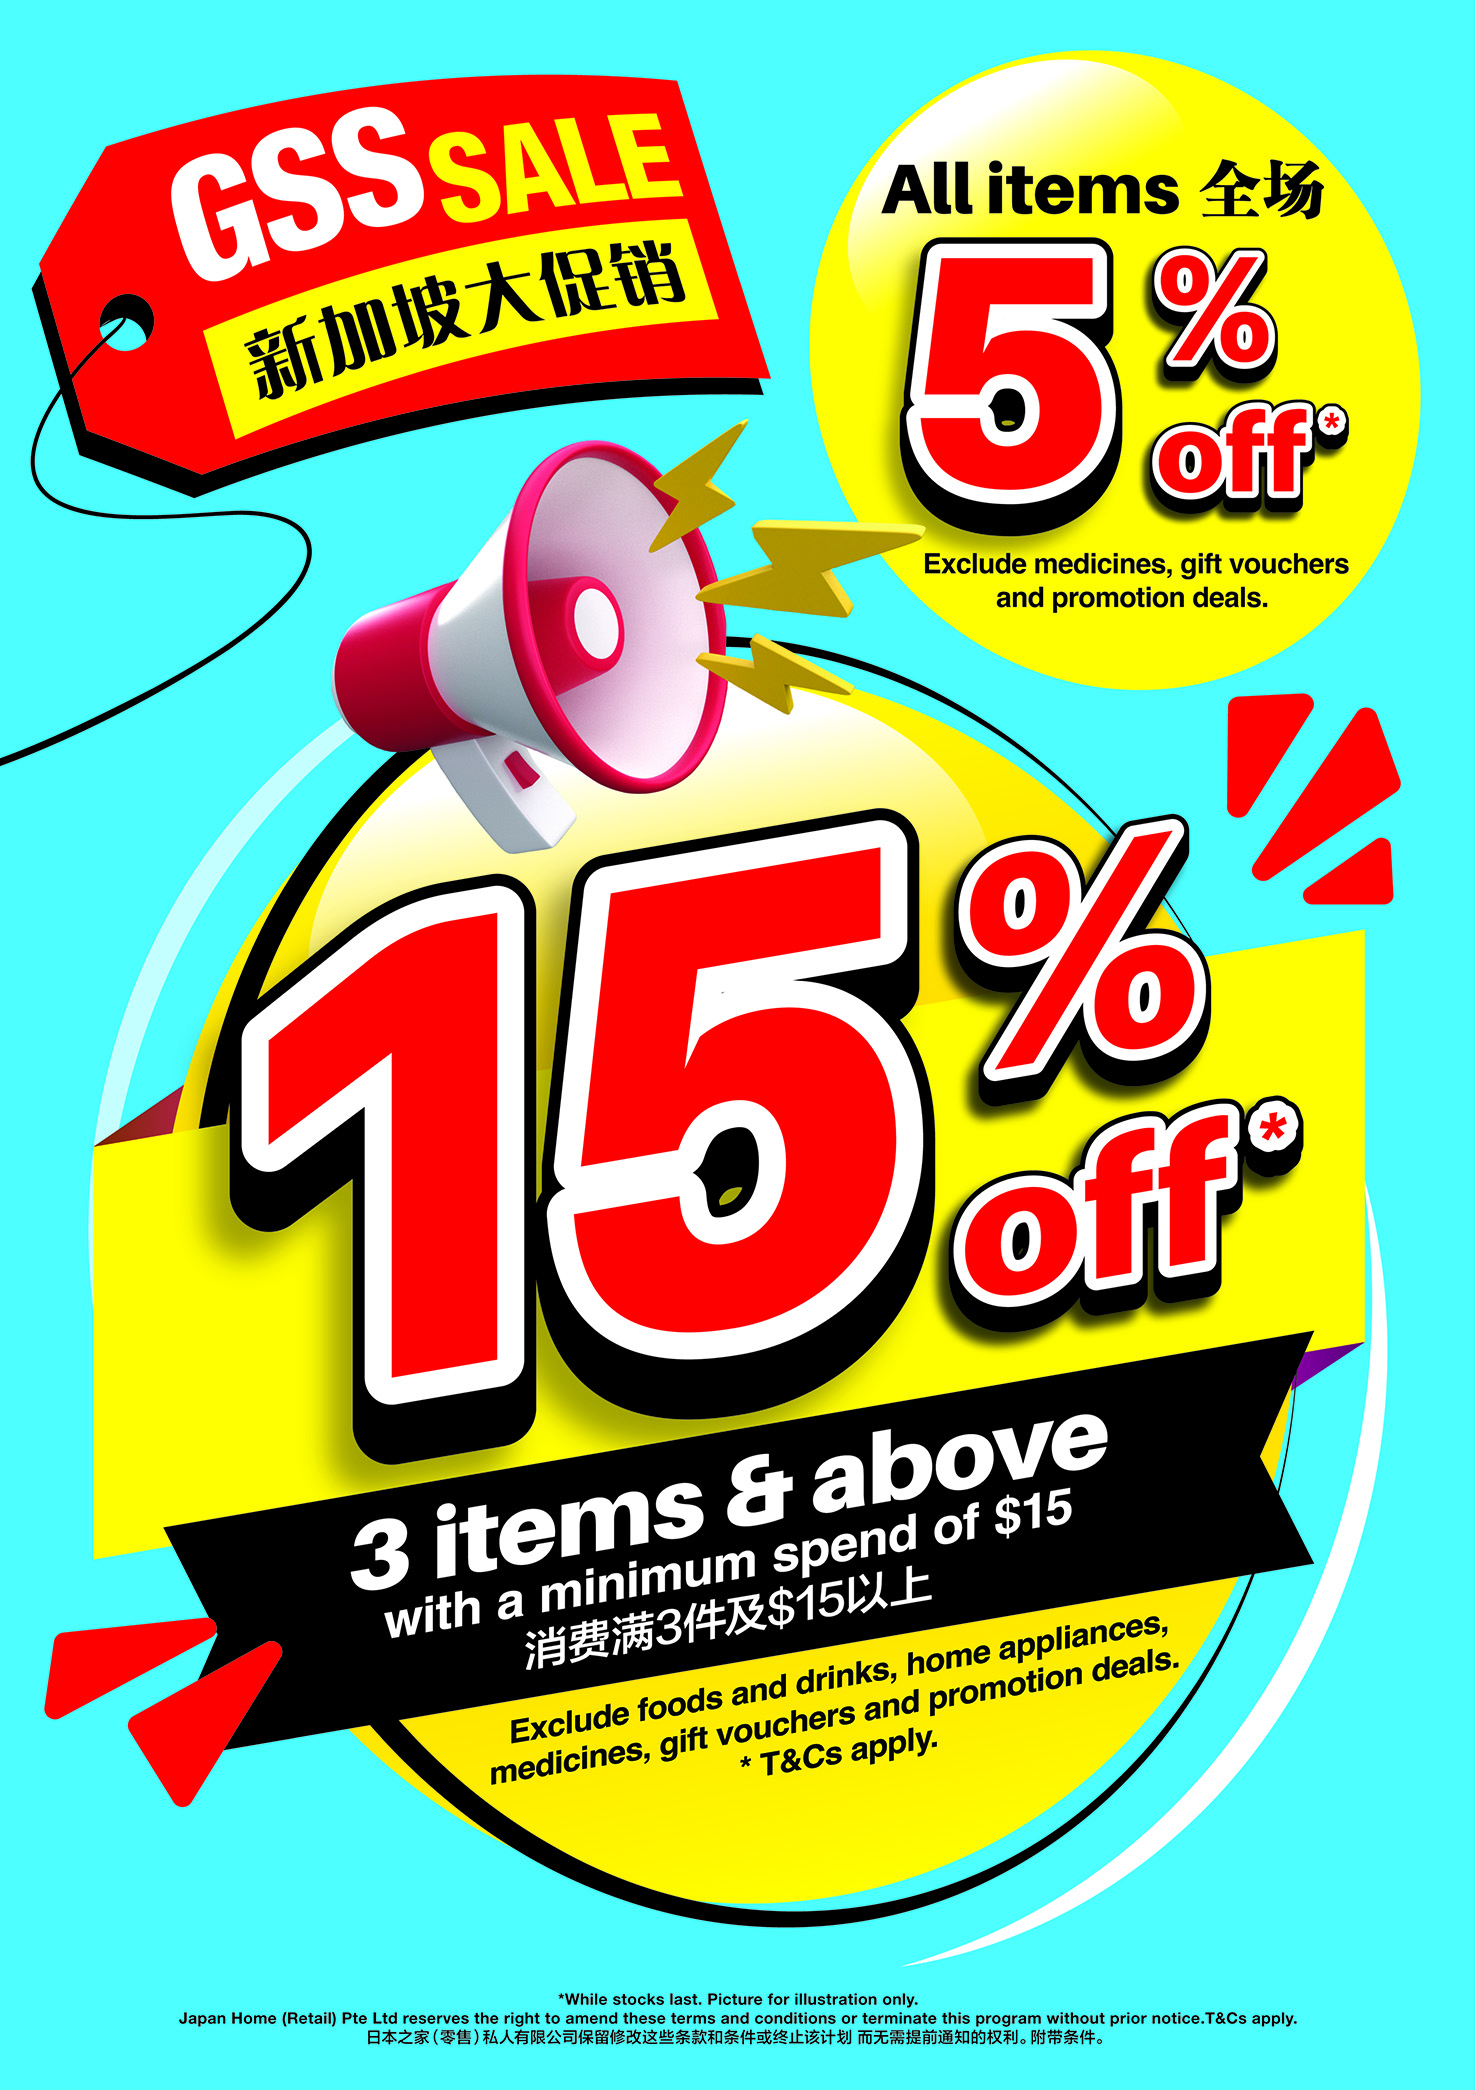 GSS SALE
新加坡大促销
All items 全场
5%
off*
Exclude medicines, gift vouchers
and promotion deals.
15%
off*
3 items & above
with a minimum spend of $15
消费满3件及$15以上
Exclude foods and drinks, home appliances,
medicines, gift vouchers and promotion deals.
* T&Cs apply.
*While stocks last. Picture for illustration only.
Japan Home (Retail) Pte Ltd reserves the right to amend these terms and conditions or terminate this program without prior notice.T&Cs apply.
日本之家(零售)私人有限公司保留修改这些条款和条件或终止该计划 而无需提前通知的权利。附带条件。